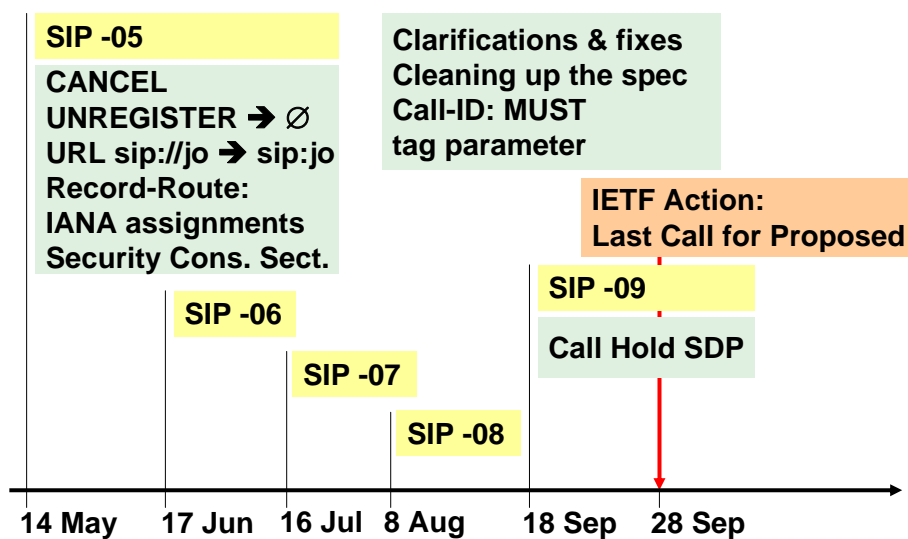 SIP -05
CANCEL
UNREGISTER ➔ ∅
URL sip://jo ➔ sip:jo
Record-Route:
IANA assignments
Security Cons. Sect.
Clarifications & fixes
Cleaning up the spec
Call-ID: MUST
tag parameter
IETF Action:
Last Call for Proposed
SIP -06
SIP -07
SIP -08
SIP -09
Call Hold SDP
14 May
17 Jun
16 Jul
8 Aug
18 Sep
28 Sep